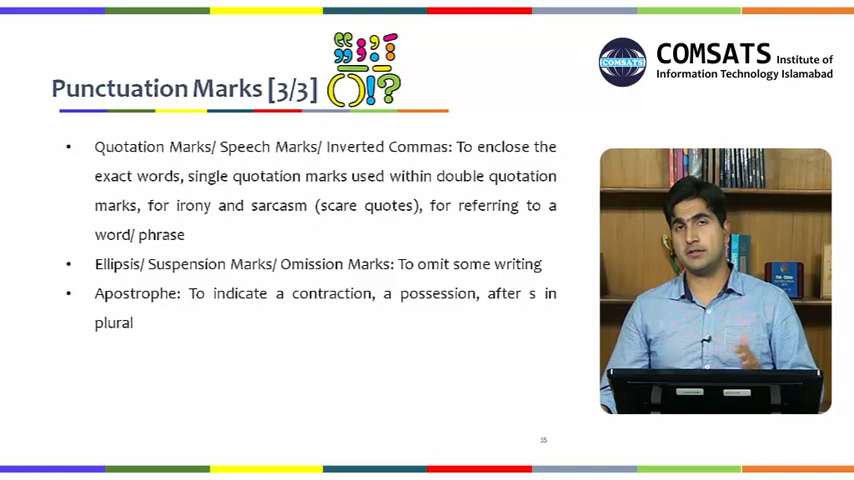 Punctuation Marks [3/3]
COMSATS Institute of
Information Technology Islamabad
COMSATS
• Quotation Marks/ Speech Marks/ Inverted Commas: To enclose the
exact words, single quotation marks used within double quotation
marks, for irony and sarcasm (scare quotes), for referring to a
word/ phrase
• Ellipsis/ Suspension Marks/ Omission Marks: To omit some writing
• Apostrophe: To indicate a contraction, a possession, after s in
plural